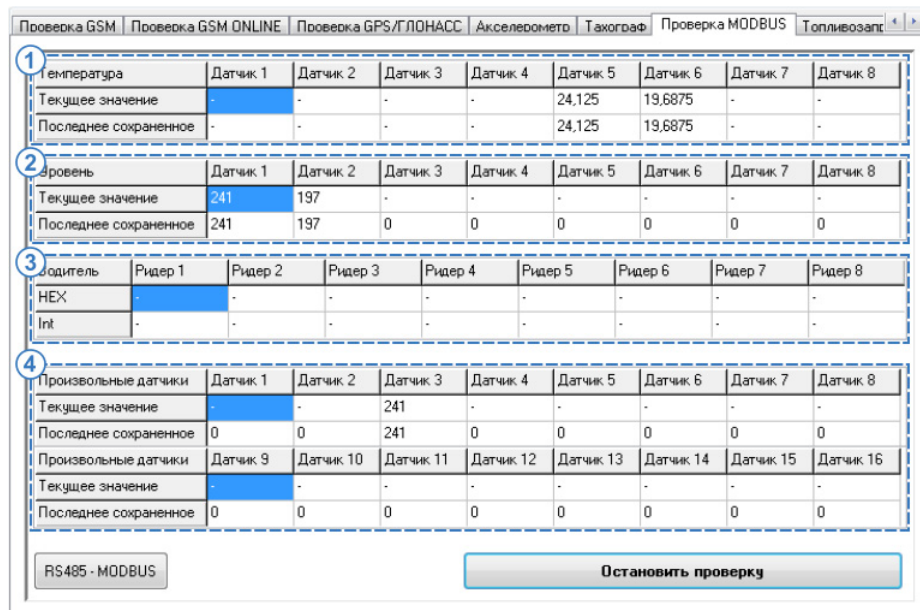 Проверка GSM Проверка GSM ONLINE Проверка GPS/ГЛОНАСС Акселерометр Тахограф Проверка MODBUS
1
Температура Датчик 1 Датчик 2 Датчик 3 Датчик 4 Датчик 5 Датчик 6 Датчик 7 Датчик 8
Текущее значение - - - - 24,125 19,6875 - -
Последнее сохраненное - - - - 24,125 19,6875 - -
2
Уровень Датчик 1 Датчик 2 Датчик 3 Датчик 4 Датчик 5 Датчик 6 Датчик 7 Датчик 8
Текущее значение 241 197 - - - - - -
Последнее сохраненное 241 197 0 0 0 0 0 0
3
Водитель Ридер 1 Ридер 2 Ридер 3 Ридер 4 Ридер 5 Ридер 6 Ридер 7 Ридер 8
HEX - - - - - - - -
Int - - - - - - - -
4
Произвольные датчики Датчик 1 Датчик 2 Датчик 3 Датчик 4 Датчик 5 Датчик 6 Датчик 7 Датчик 8
Текущее значение - - 241 - - - - -
Последнее сохраненное 0 0 241 0 0 0 0 0
Произвольные датчики Датчик 9 Датчик 10 Датчик 11 Датчик 12 Датчик 13 Датчик 14 Датчик 15 Датчик 16
Текущее значение - - - - - - - -
Последнее сохраненное 0 0 0 0 0 0 0 0
RS485 - MODBUS Остановить проверку